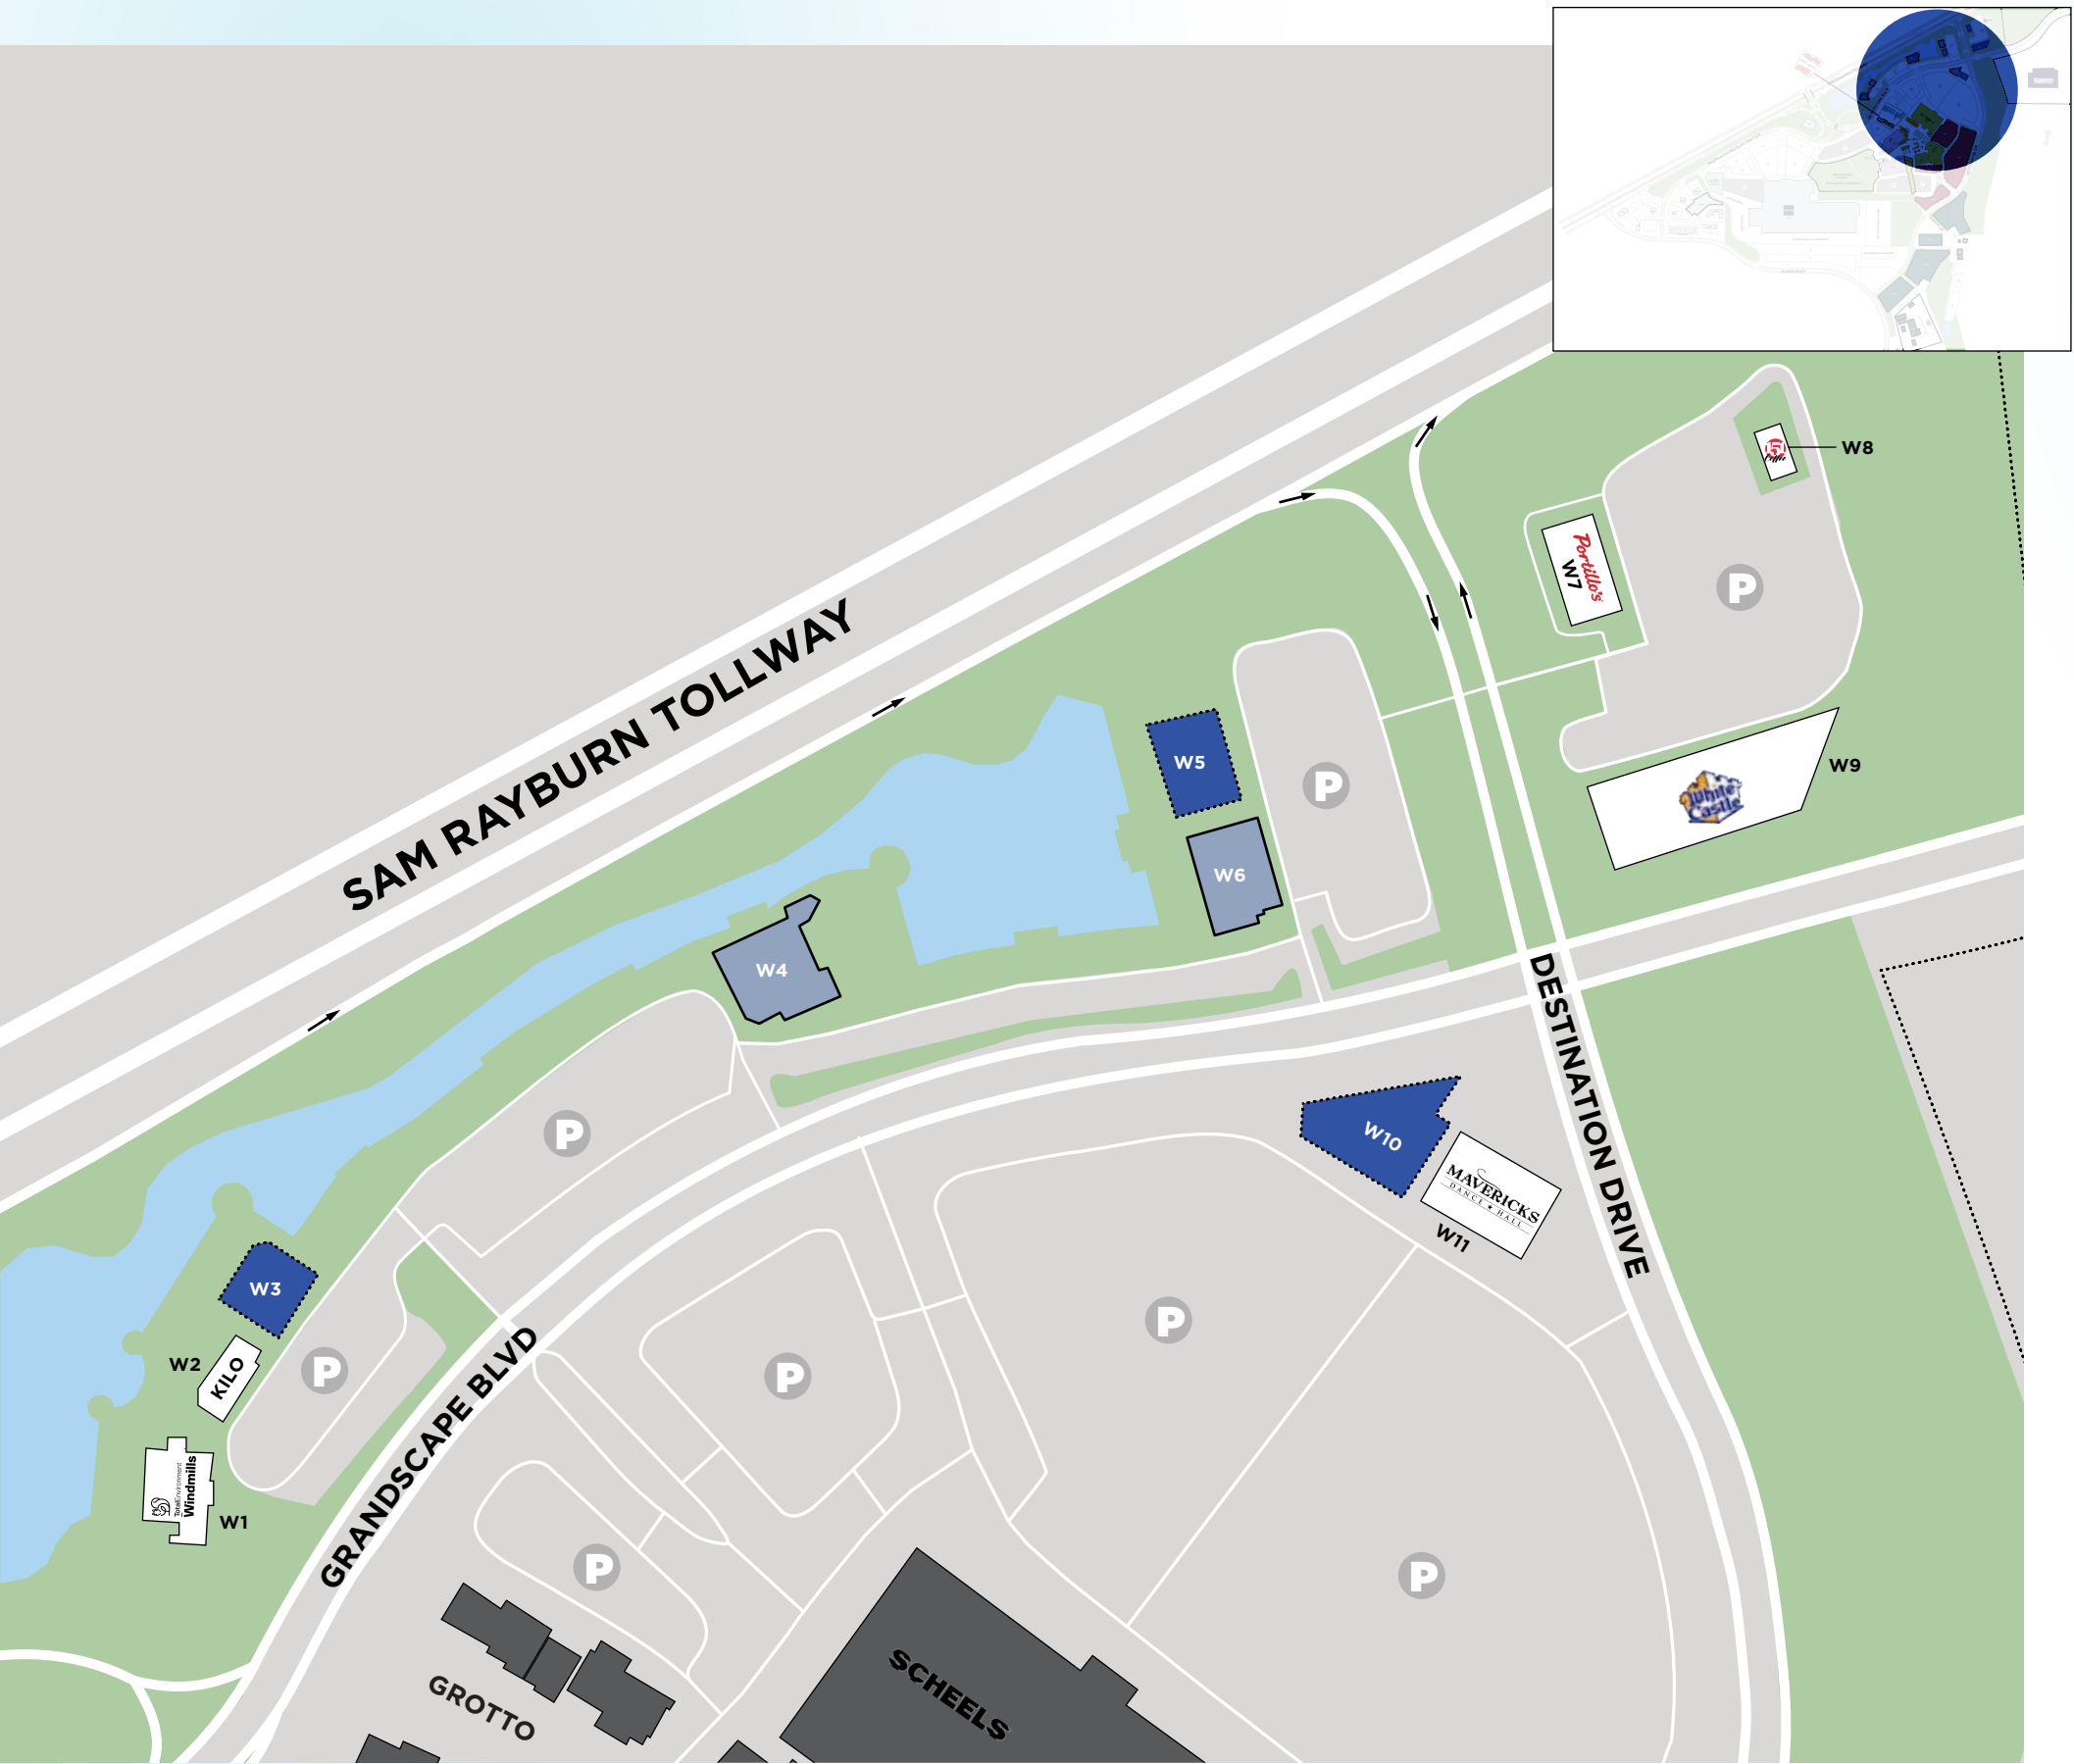 W8
Portillo's
W7
P
SAM RAYBURN TOLLWAY
W5
P
W9
White
Castle
W6
W4
DESTINATION DRIVE
P
W10
MAVERICKS
DANCE ★ HALL
W11
W3
P
W2
KILO
P
P
GRANDSCAPE BLVD
TotalEnvironment
Windmills
W1
P
P
SCHEELS
GROTTO